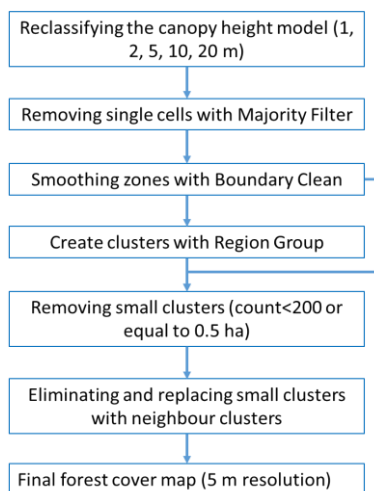 Reclassifying the canopy height model (1,
2, 5, 10, 20 m)
Removing single cells with Majority Filter
Smoothing zones with Boundary Clean
Create clusters with Region Group
Removing small clusters (count<200 or
equal to 0.5 ha)
Eliminating and replacing small clusters
with neighbour clusters
Final forest cover map (5 m resolution)